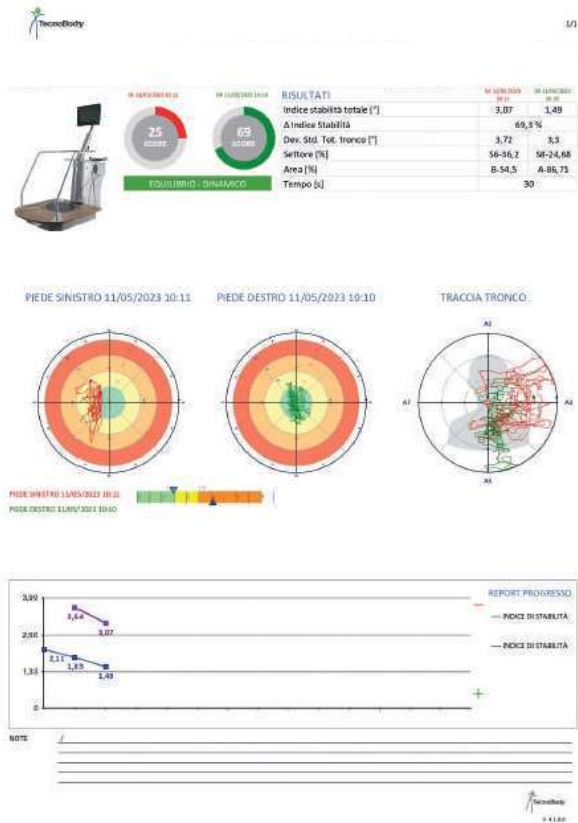 TecnoBody
1/1
25
SCORE
69
SCORE
EQUILIBRIO - DINAMICO
RISULTATI
Indice stabilità totale [°] 3,07 1,49
Δ Indice Stabilità 69,3 %
Dev. Std. Tot. tronco [°] 3,72 3,3
Settore [%] S6-36,2 S8-24,68
Area [%] B-54,5 A-86,71
Tempo [s] 30
PIEDE SINISTRO 11/05/2023 10:11
PIEDE DESTRO 11/05/2023 10:10
TRACCIA TRONCO
A1
A7
A3
A5
PIEDE SINISTRO 11/05/2023 10:11
PIEDE DESTRO 11/05/2023 10:10
REPORT PROGRESSO
INDICE DI STABILITÀ
INDICE DI STABILITÀ
3,99
2,66
1,33
0
3,64
3,07
2,11
1,83
1,49
NOTE /
TecnoBody